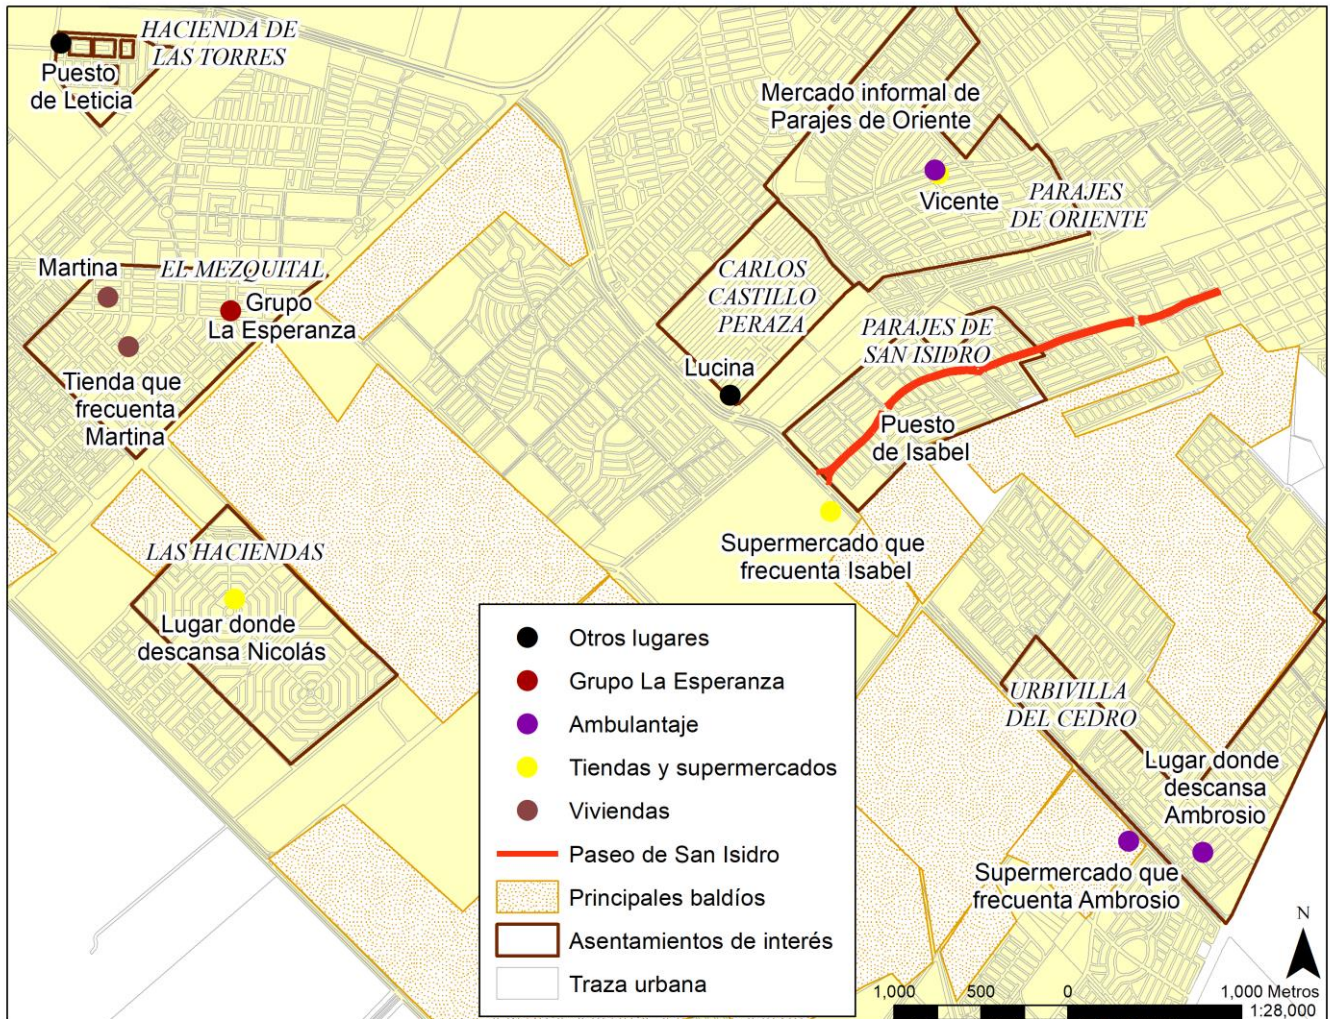 HACIENDA DE
LAS TORRES
Puesto
de Leticia
Mercado informal de
Parajes de Oriente
Vicente
PARAJES
DE ORIENTE
Martina
EL MEZQUITAL
Grupo
La Esperanza
Tienda que
frecuenta
Martina
CARLOS
CASTILLO
PERAZA
PARAJES DE
SAN ISIDRO
Lucina
Puesto
de Isabel
Supermercado que
frecuenta Isabel
LAS HACIENDAS
Lugar donde
descansa Nicolás
URBIVILLA
DEL CEDRO
Lugar donde
descansa
Ambrosio
Supermercado que
frecuenta Ambrosio
Otros lugares
Grupo La Esperanza
Ambulantaje
Tiendas y supermercados
Viviendas
Paseo de San Isidro
Principales baldíos
Asentamientos de interés
Traza urbana
N
1,000 500 0 1,000 Metros
1:28,000